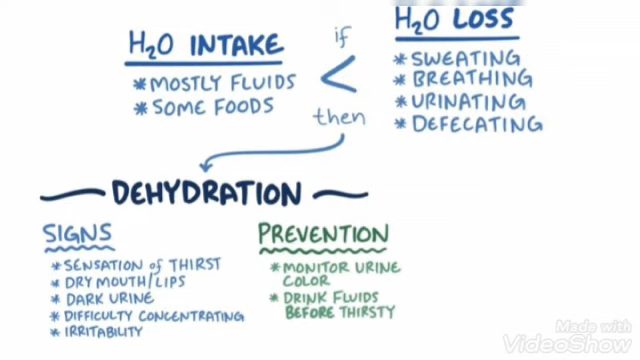 H₂O INTAKE
* MOSTLY FLUIDS
* SOME FOODS
if
<
then
H₂O LOSS
* SWEATING
* BREATHING
* URINATING
* DEFECATING
DEHYDRATION
SIGNS
* SENSATION of THIRST
* DRY MOUTH/LIPS
* DARK URINE
* DIFFICULTY CONCENTRATING
* IRRITABILITY
PREVENTION
* MONITOR URINE
COLOR
* DRINK FLUIDS
BEFORE THIRSTY
Made with
VideoShow